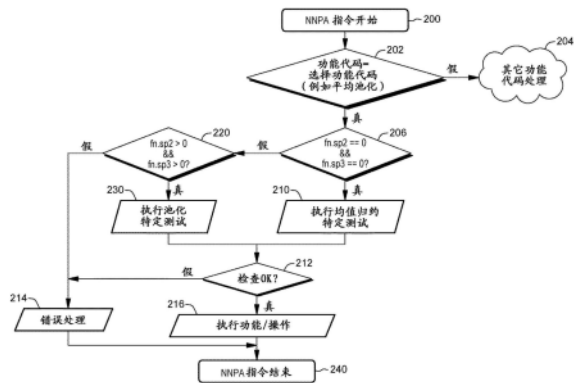 NNPA 指令开始
200
202
功能代码=
选择功能代码
(例如平均池化)
假
204
其它功能
代码处理
真
220
fn.sp2 > 0
&&
fn.sp3 > 0?
假
假
206
fn.sp2 == 0
&&
fn.sp3 == 0?
真
真
230
执行池化
特定测试
210
执行均值归约
特定测试
假
212
检查OK?
真
214
错误处理
216
执行功能/操作
NNPA 指令结束
240